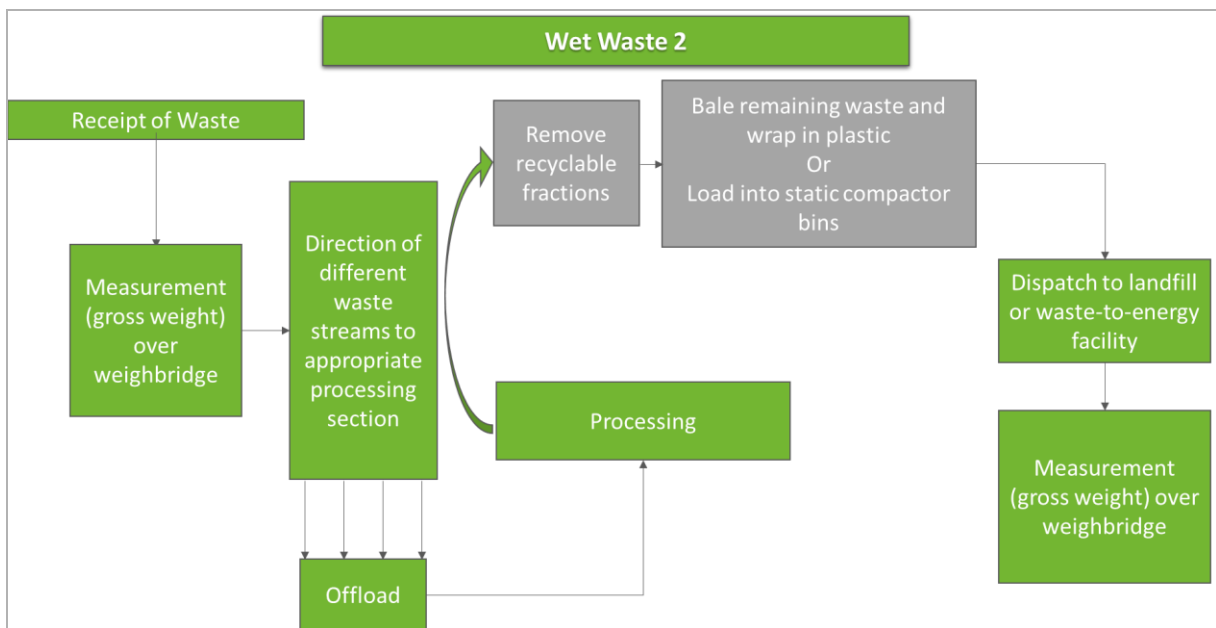 Wet Waste 2
Receipt of Waste
Measurement
(gross weight)
over
weighbridge
Direction of
different
waste
streams to
appropriate
processing
section
Offload
Processing
Remove
recyclable
fractions
Bale remaining waste and
wrap in plastic
Or
Load into static compactor
bins
Dispatch to landfill
or waste-to-energy
facility
Measurement
(gross weight) over
weighbridge